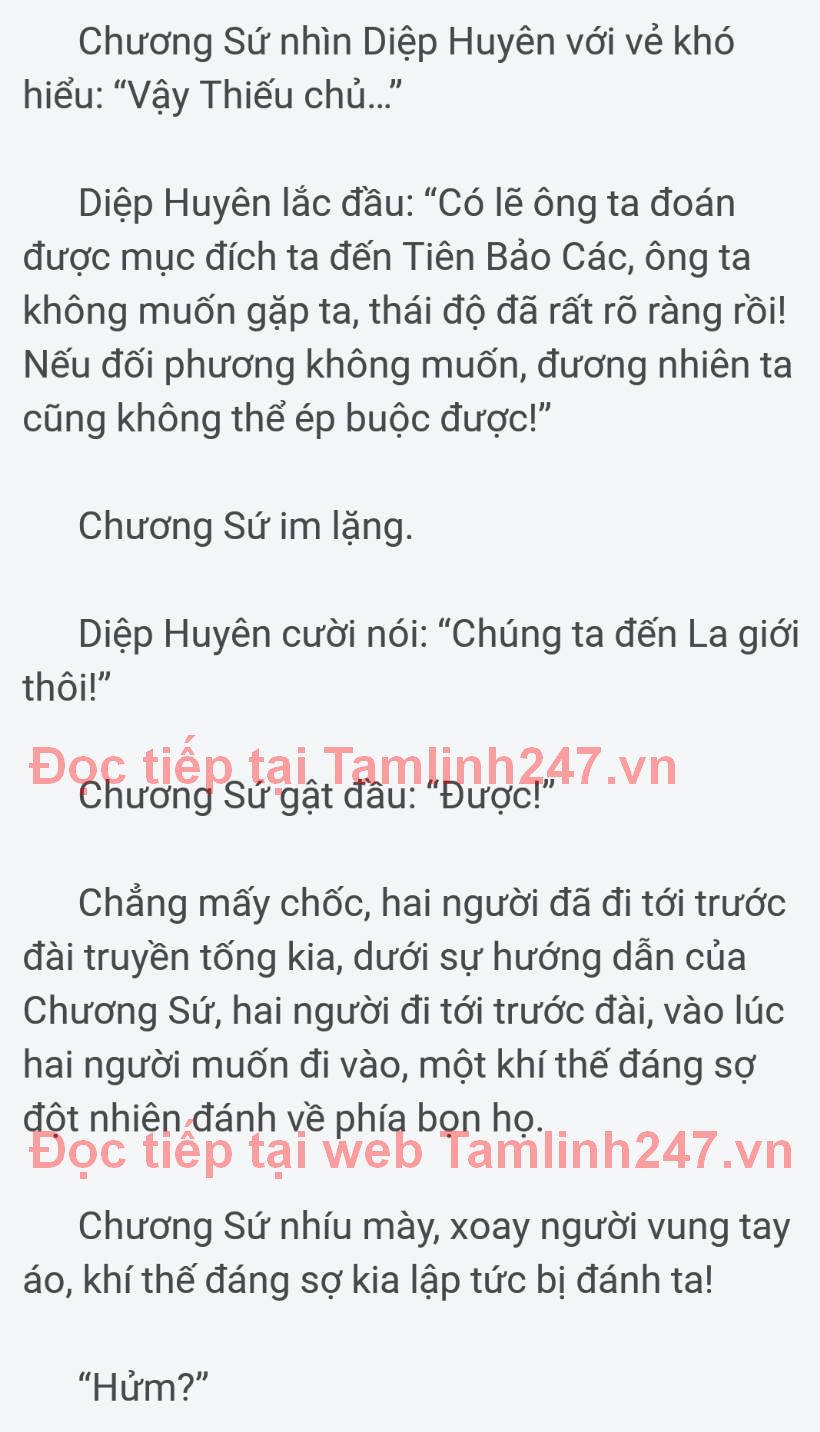 Chương Sứ nhìn Diệp Huyên với vẻ khó
hiểu: “Vậy Thiếu chủ...”
Diệp Huyên lắc đầu: “Có lẽ ông ta đoán
được mục đích ta đến Tiên Bảo Các, ông ta
không muốn gặp ta, thái độ đã rất rõ ràng rồi!
Nếu đối phương không muốn, đương nhiên ta
cũng không thể ép buộc được!”
Chương Sứ im lặng.
Diệp Huyên cười nói: “Chúng ta đến La giới
thôi!”
Đọc tiếp tại Tamlinh247.vn
Chương Sứ gật đầu: “Được!”
Chẳng mấy chốc, hai người đã đi tới trước
đài truyền tống kia, dưới sự hướng dẫn của
Chương Sứ, hai người đi tới trước đài, vào lúc
hai người muốn đi vào, một khí thế đáng sợ
đột nhiên đánh về phía bọn họ.
Đọc tiếp tại web Tamlinh247.vn
Chương Sứ nhíu mày, xoay người vung tay
áo, khí thế đáng sợ kia lập tức bị đánh ta!
“Hửm?”